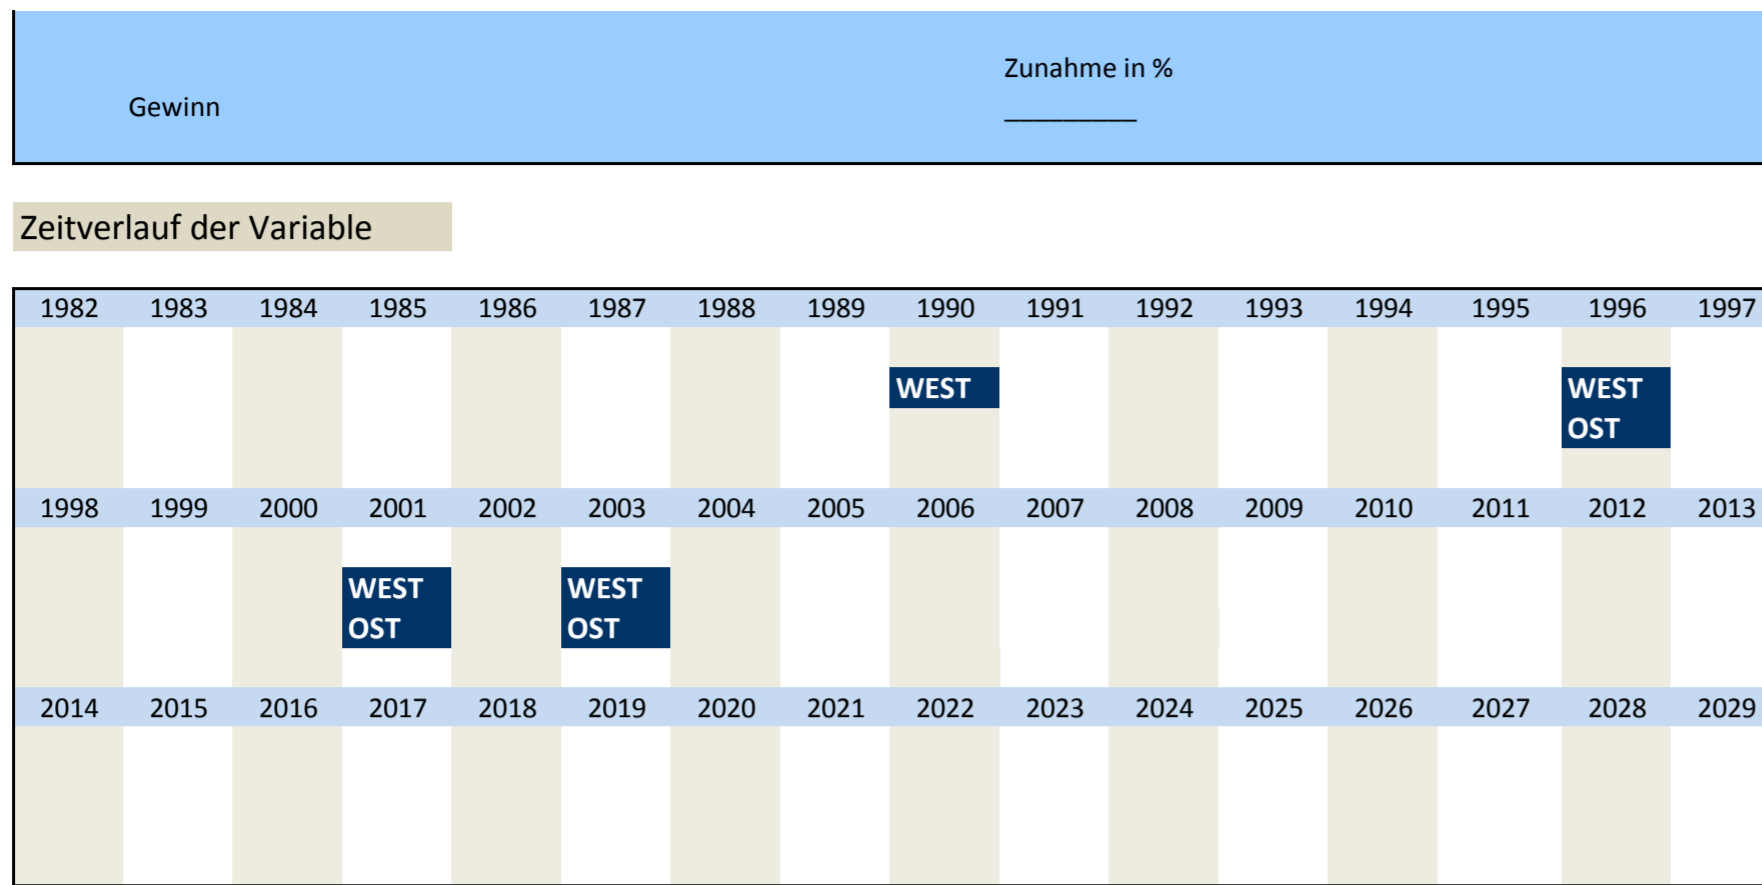 Zunahme in %
Gewinn _________
Zeitverlauf der Variable
1982 1983 1984 1985 1986 1987 1988 1989 1990 1991 1992 1993 1994 1995 1996 1997
WEST WEST
OST
1998 1999 2000 2001 2002 2003 2004 2005 2006 2007 2008 2009 2010 2011 2012 2013
WEST WEST
OST OST
2014 2015 2016 2017 2018 2019 2020 2021 2022 2023 2024 2025 2026 2027 2028 2029